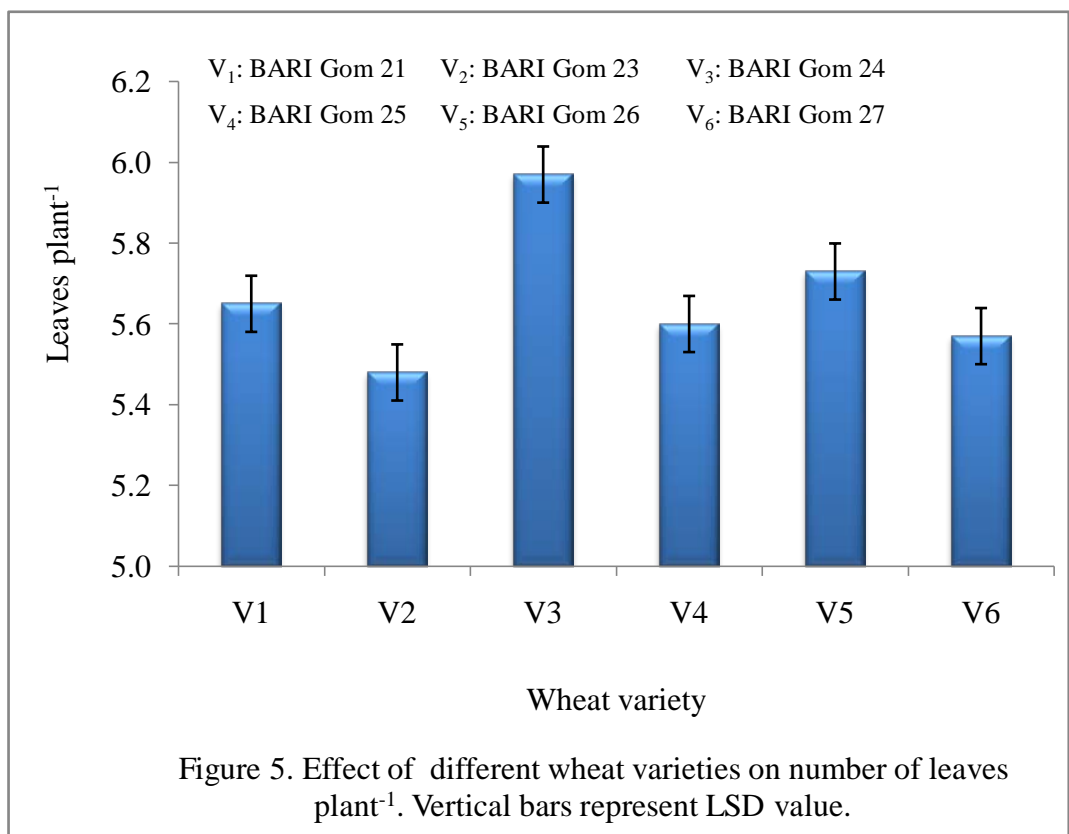 V₁: BARI Gom 21 V₂: BARI Gom 23 V₃: BARI Gom 24
V₄: BARI Gom 25 V₅: BARI Gom 26 V₆: BARI Gom 27
6.2
6.0
5.8
5.6
5.4
5.2
5.0
Leaves plant⁻¹
V1 V2 V3 V4 V5 V6
Wheat variety
Figure 5. Effect of different wheat varieties on number of leaves
plant⁻¹. Vertical bars represent LSD value.